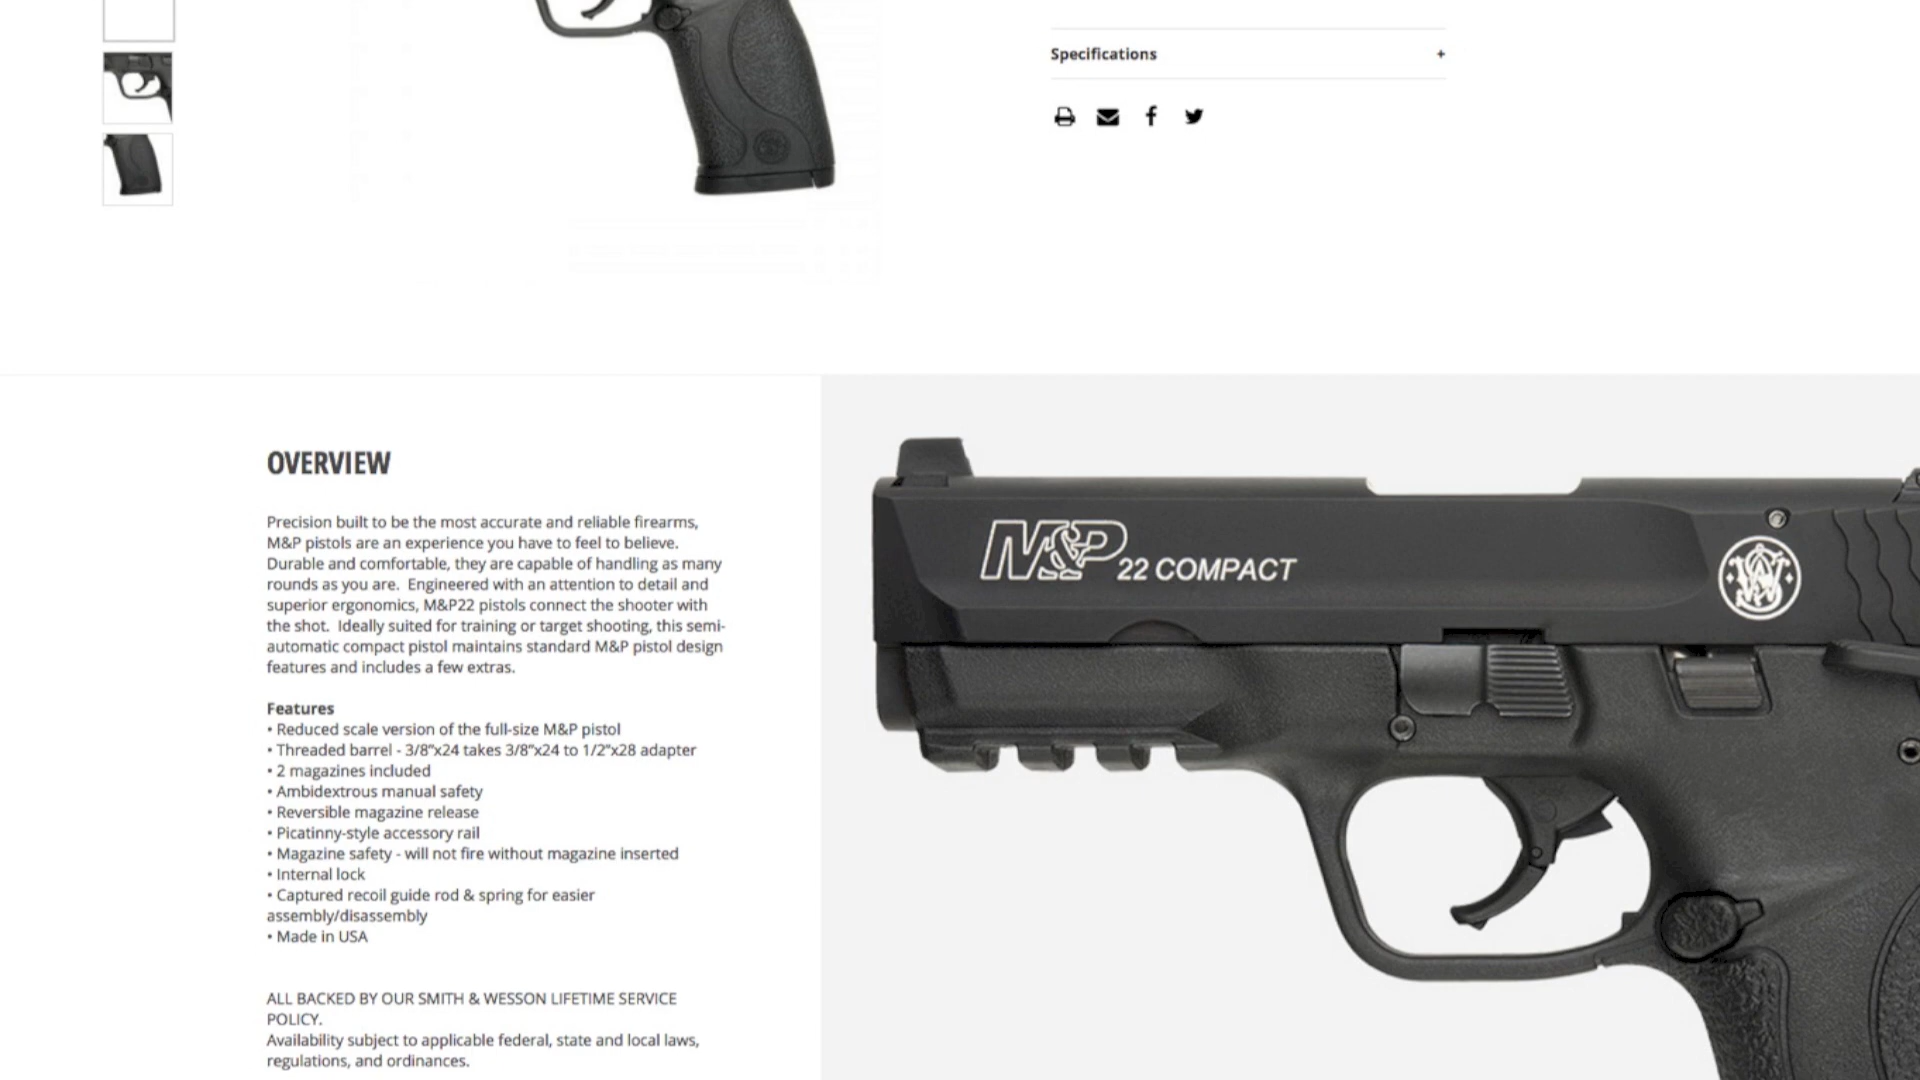 Specifications +
OVERVIEW
Precision built to be the most accurate and reliable firearms,
M&P pistols are an experience you have to feel to believe.
Durable and comfortable, they are capable of handling as many
rounds as you are.  Engineered with an attention to detail and
superior ergonomics, M&P22 pistols connect the shooter with
the shot.  Ideally suited for training or target shooting, this semi-
automatic compact pistol maintains standard M&P pistol design
features and includes a few extras.
Features
• Reduced scale version of the full-size M&P pistol
• Threaded barrel - 3/8"x24 takes 3/8"x24 to 1/2"x28 adapter
• 2 magazines included
• Ambidextrous manual safety
• Reversible magazine release
• Picatinny-style accessory rail
• Magazine safety - will not fire without magazine inserted
• Internal lock
• Captured recoil guide rod & spring for easier
assembly/disassembly
• Made in USA
ALL BACKED BY OUR SMITH & WESSON LIFETIME SERVICE
POLICY.
Availability subject to applicable federal, state and local laws,
regulations, and ordinances.
M&P 22 COMPACT
S&W